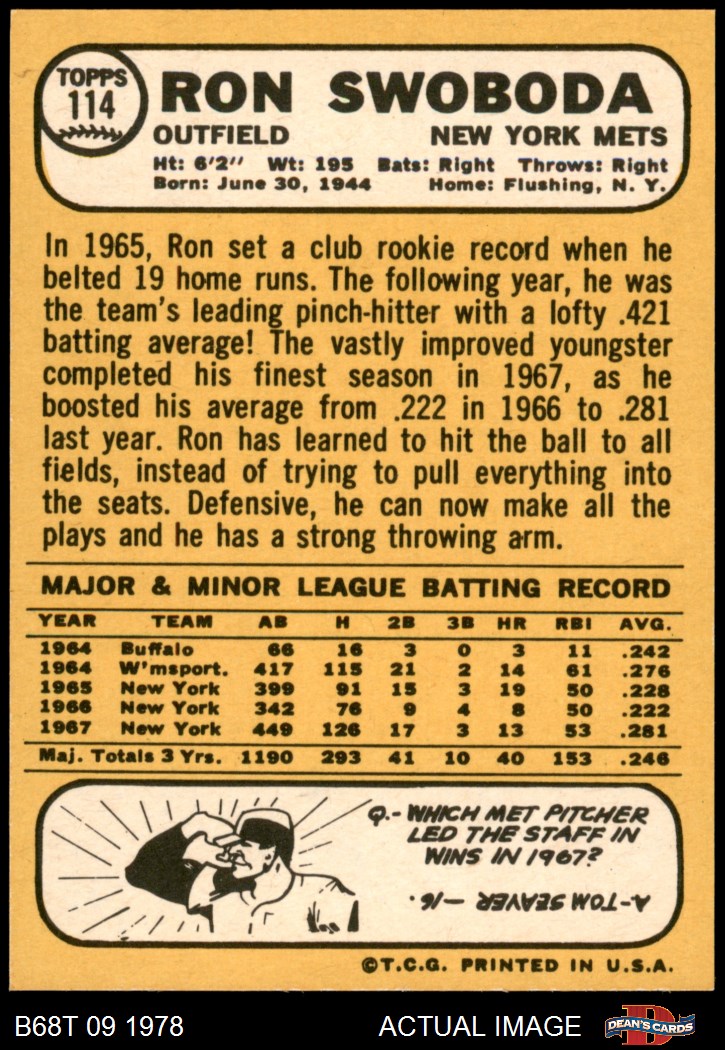 TOPPS
114
RON SWOBODA
OUTFIELD NEW YORK METS
Ht: 6'2" Wt: 195 Bats: Right Throws: Right
Born: June 30, 1944 Home: Flushing, N. Y.
In 1965, Ron set a club rookie record when he
belted 19 home runs. The following year, he was
the team's leading pinch-hitter with a lofty .421
batting average! The vastly improved youngster
completed his finest season in 1967, as he
boosted his average from .222 in 1966 to .281
last year. Ron has learned to hit the ball to all
fields, instead of trying to pull everything into
the seats. Defensive, he can now make all the
plays and he has a strong throwing arm.
MAJOR & MINOR LEAGUE BATTING RECORD
YEAR TEAM AB H 2B 3B HR RBI AVG.
1964 Buffalo 66 16 3 0 3 11 .242
1964 W'msport. 417 115 21 2 14 61 .276
1965 New York 399 91 15 3 19 50 .228
1966 New York 342 76 9 4 8 50 .222
1967 New York 449 126 17 3 13 53 .281
Maj. Totals 3 Yrs. 1190 293 41 10 40 153 .246
Q.- WHICH MET PITCHER
LED THE STAFF IN
WINS IN 1967?
A-TOM SEAVER -16.
©T.C.G. PRINTED IN U.S.A.
B68T 09 1978 ACTUAL IMAGE
D
DEAN'S CARDS